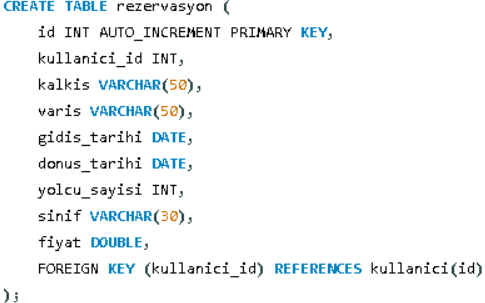 CREATE TABLE rezervasyon (
    id INT AUTO_INCREMENT PRIMARY KEY,
    kullanici_id INT,
    kalkis VARCHAR(50),
    varis VARCHAR(50),
    gidis_tarihi DATE,
    donus_tarihi DATE,
    yolcu_sayisi INT,
    sinif VARCHAR(30),
    fiyat DOUBLE,
    FOREIGN KEY (kullanici_id) REFERENCES kullanici(id)
);